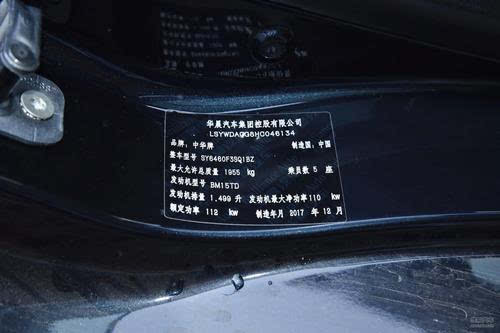 华晨汽车集团控股有限公司
LSYWDAGG8HC046134
品牌：中华牌 制造国：中国
整车型号 SY6460F35Q1BZ
最大允许总质量 1955 kg 乘员数 5 座
发动机型号 BM15TD
发动机排量 1.499升 发动机最大净功率 110 kw
额定功率 112 kw 制造年月 2017 年 12 月